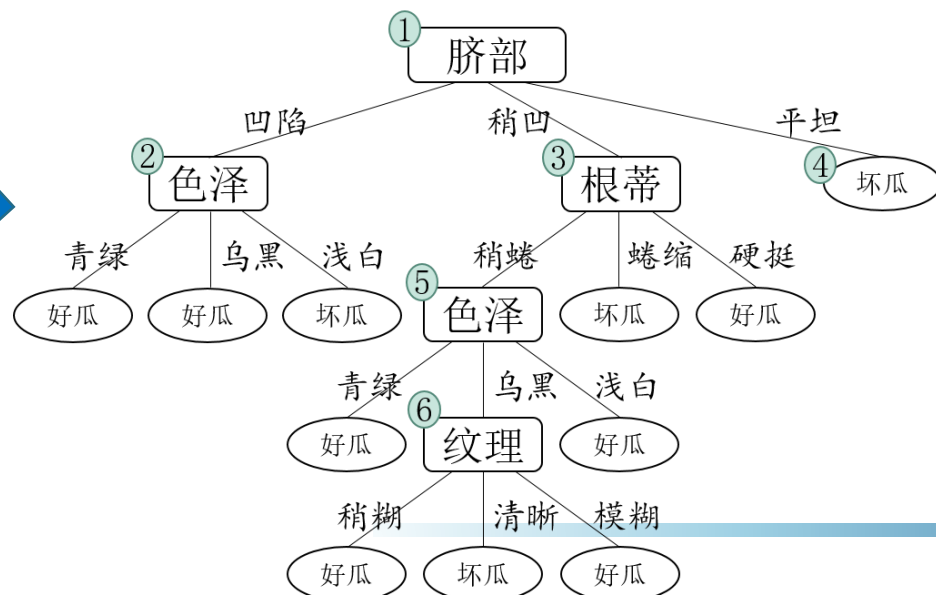 ① 脐部
凹陷 稍凹 平坦
② 色泽 ③ 根蒂 ④ 坏瓜
青绿 乌黑 浅白 稍蜷 蜷缩 硬挺
好瓜 好瓜 坏瓜 ⑤ 色泽 坏瓜 好瓜
青绿 乌黑 浅白
好瓜 ⑥ 纹理 好瓜
稍糊 清晰 模糊
好瓜 坏瓜 好瓜